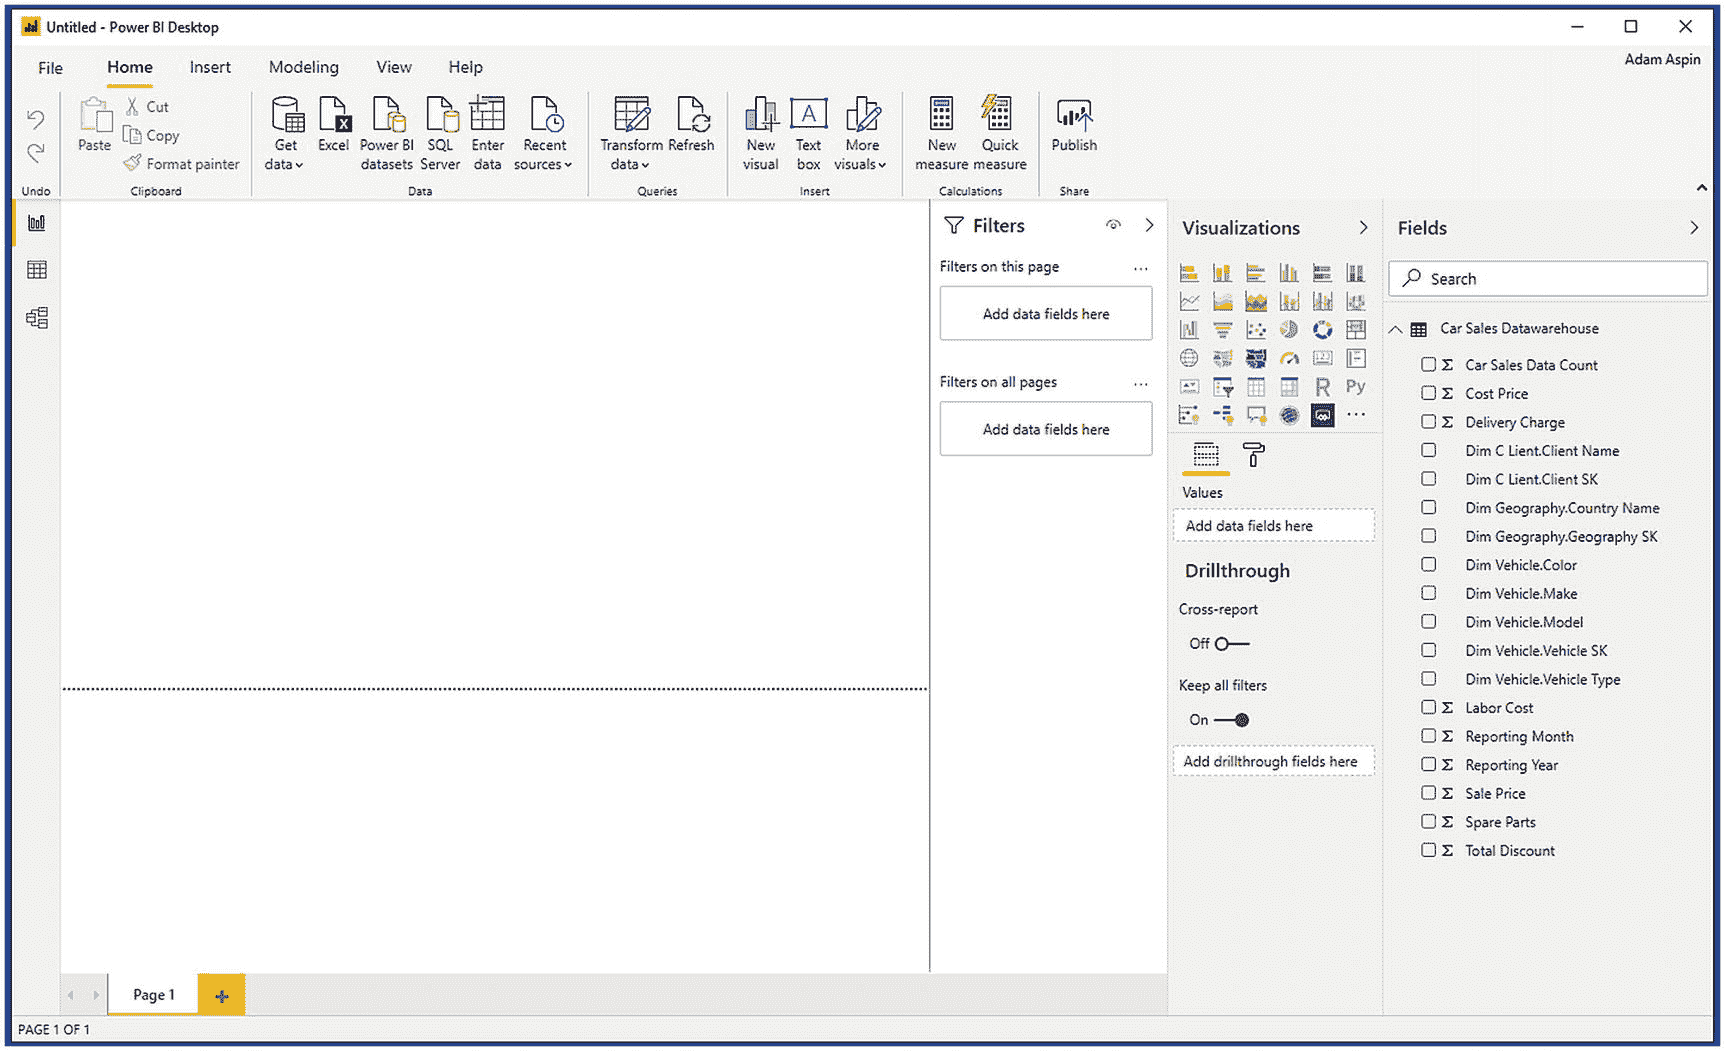 Untitled - Power BI Desktop
Adam Aspin
File Home Insert Modeling View Help
Cut
Copy
Format painter
Paste
Get data
Excel
Power BI datasets
SQL Server
Enter data
Recent sources
Transform data
Refresh
New visual
Text box
More visuals
New measure
Quick measure
Publish
Undo Clipboard Data Queries Insert Calculations Share
Filters
Filters on this page ...
Add data fields here
Filters on all pages ...
Add data fields here
Visualizations
R Py
...
Values
Add data fields here
Drillthrough
Cross-report
Off
Keep all filters
On
Add drillthrough fields here
Fields
Search
Car Sales Datawarehouse
Σ Car Sales Data Count
Σ Cost Price
Σ Delivery Charge
Dim C Lient.Client Name
Dim C Lient.Client SK
Dim Geography.Country Name
Dim Geography.Geography SK
Dim Vehicle.Color
Dim Vehicle.Make
Dim Vehicle.Model
Dim Vehicle.Vehicle SK
Dim Vehicle.Vehicle Type
Σ Labor Cost
Σ Reporting Month
Σ Reporting Year
Σ Sale Price
Σ Spare Parts
Σ Total Discount
Page 1
PAGE 1 OF 1